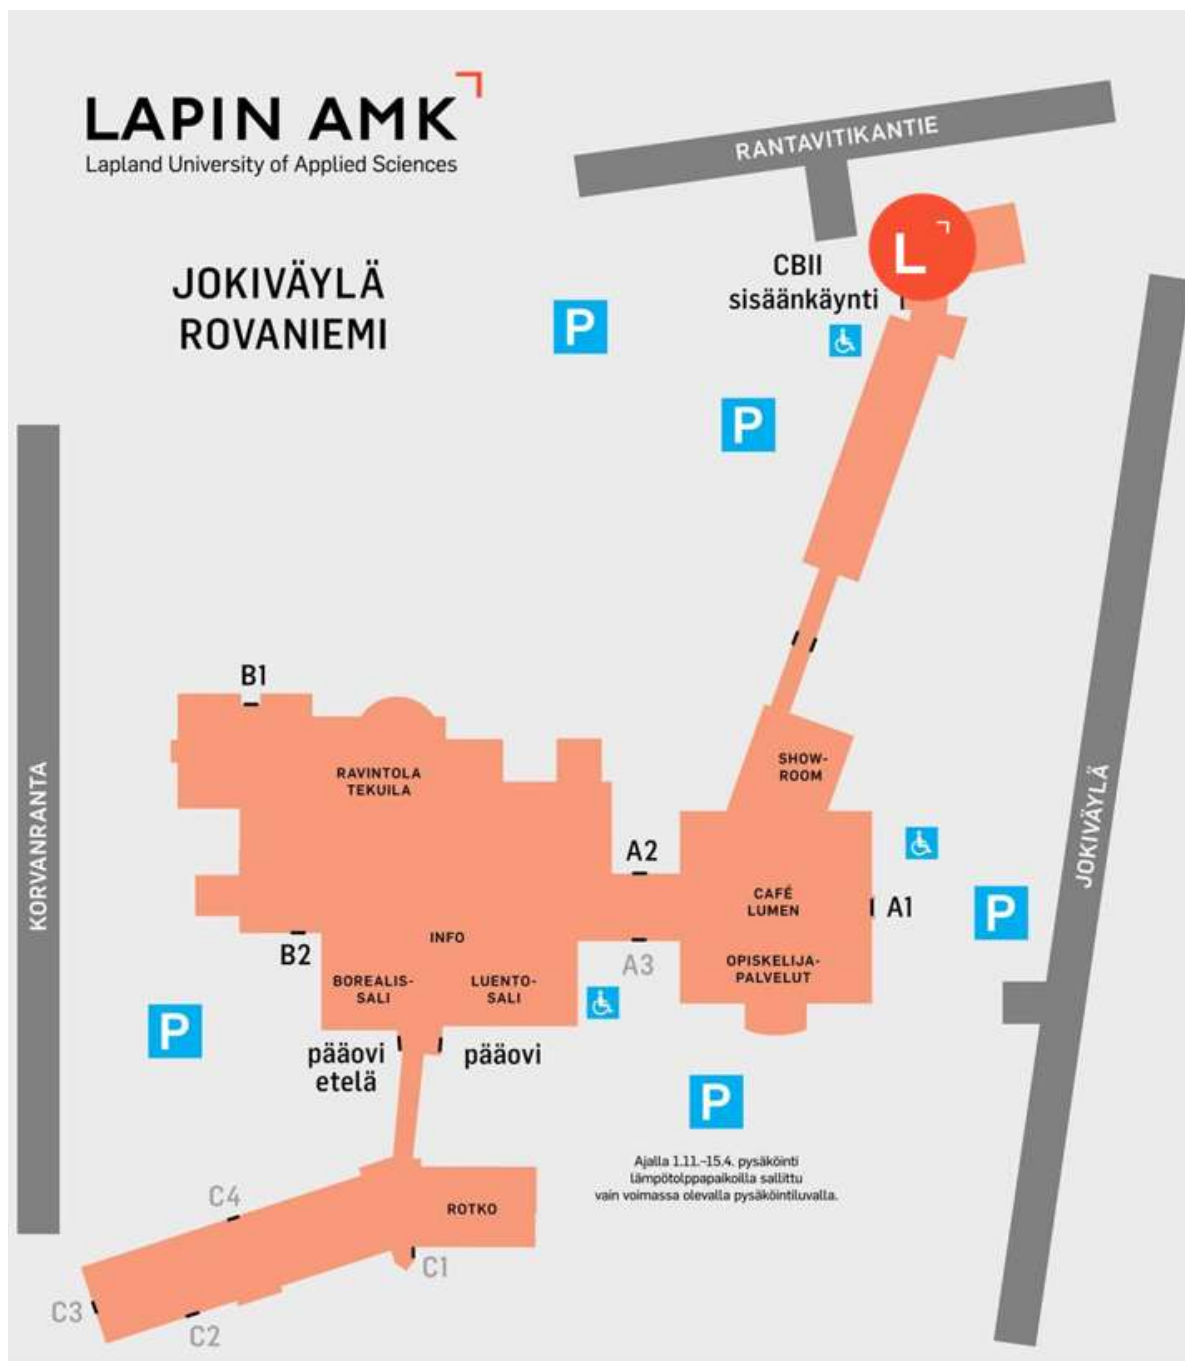 LAPIN AMK
Lapland University of Applied Sciences
RANTAVITIKANTIE
JOKIVÄYLÄ
ROVANIEMI
L
CBII
sisäänkäynti
P
P
B1
RAVINTOLA
TEKUILA
SHOW-
ROOM
KORVANRANTA
JOKIVÄYLÄ
A2
CAFÉ
LUMEN
A1
P
INFO
B2
A3
OPISKELIJA-
PALVELUT
BOREALIS-
SALI
LUENTO-
SALI
P
pääovi
etelä
pääovi
P
Ajalla 1.11.-15.4. pysäköinti
lämpötolppapaikoilla sallittu
vain voimassa olevalla pysäköintiluvalla.
C4
ROTKO
C1
C3
C2